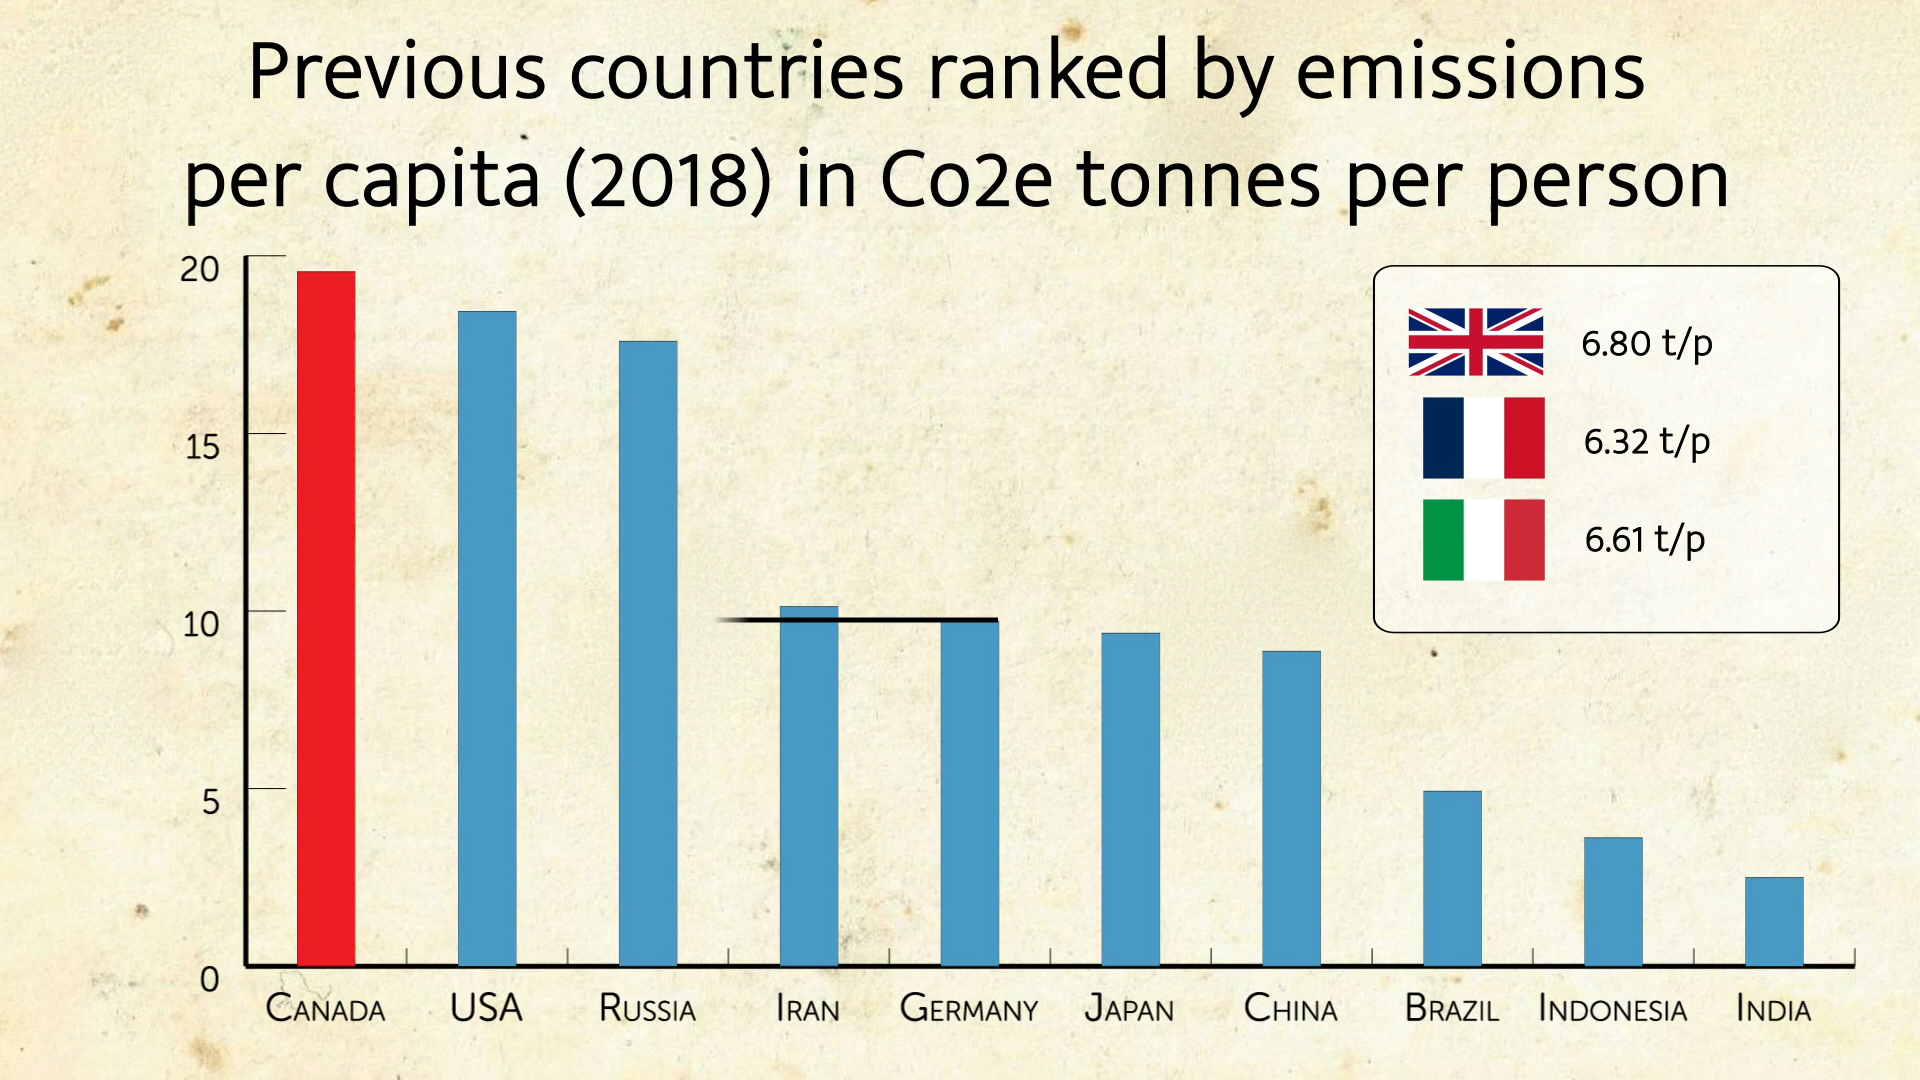 Previous countries ranked by emissions
per capita (2018) in Co2e tonnes per person
20
15
10
5
0
6.80 t/p
6.32 t/p
6.61 t/p
Canada USA Russia Iran Germany Japan China Brazil Indonesia India